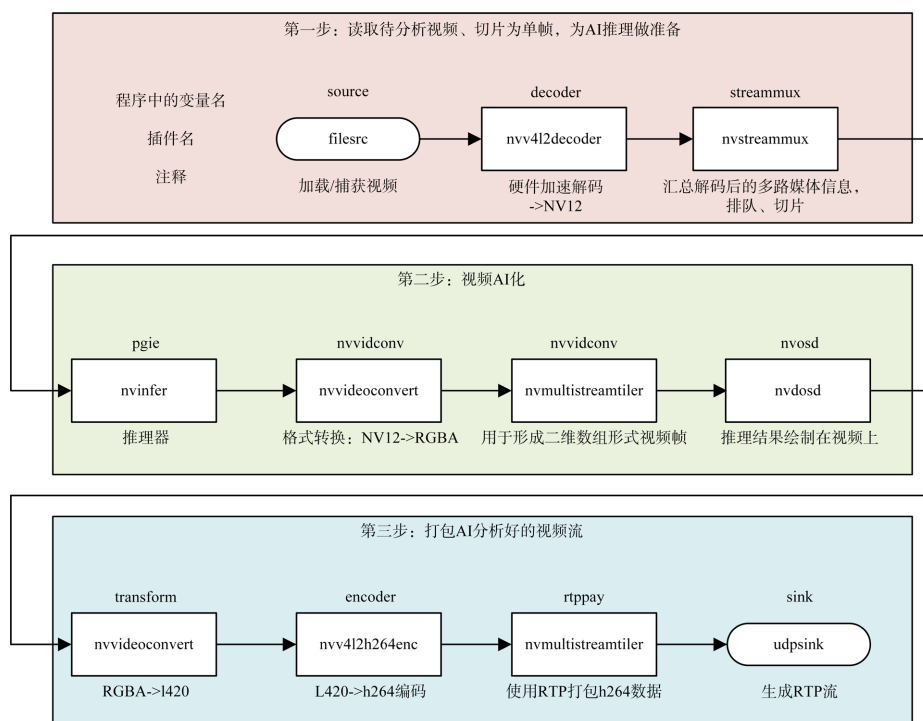 第一步：读取待分析视频、切片为单帧，为AI推理做准备
程序中的变量名
插件名
注释
source
filesrc
加载/捕获视频
decoder
nvv4l2decoder
硬件加速解码
->NV12
streammux
nvstreammux
汇总解码后的多路媒体信息，
排队、切片
第二步：视频AI化
pgie
nvinfer
推理器
nvvidconv
nvvideoconvert
格式转换：NV12->RGBA
nvvidconv
nvmultistreamtiler
用于形成二维数组形式视频帧
nvosd
nvdosd
推理结果绘制在视频上
第三步：打包AI分析好的视频流
transform
nvvideoconvert
RGBA->l420
encoder
nvv4l2h264enc
L420->h264编码
rtppay
nvmultistreamtiler
使用RTP打包h264数据
sink
udpsink
生成RTP流